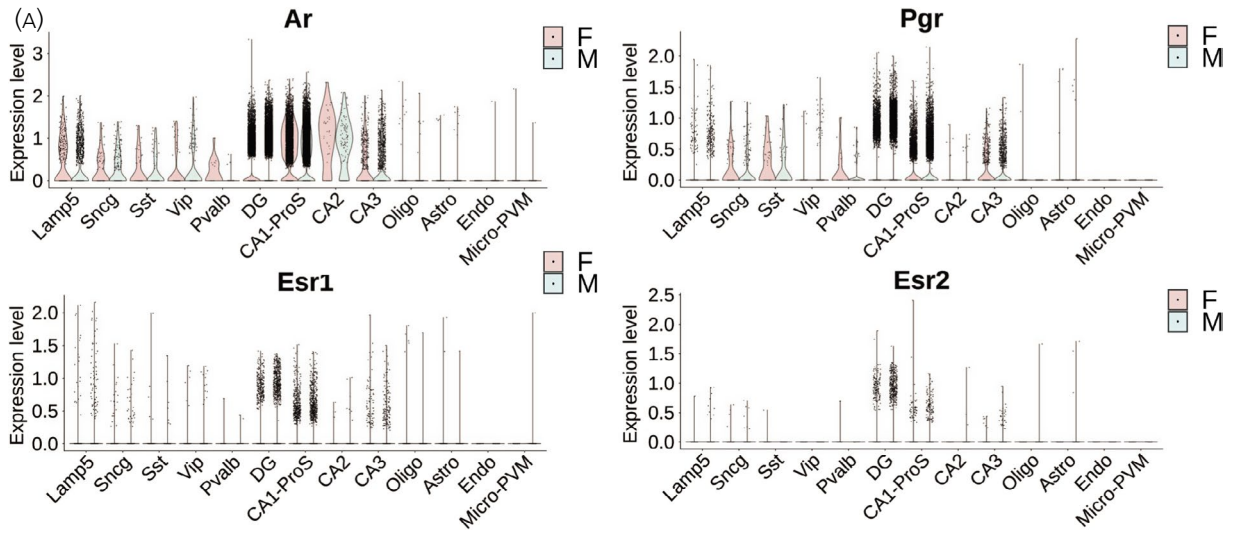 (A)
Ar
Expression level
3
2
1
0
Lamp5
Sncg
Sst
Vip
Pvalb
DG
CA1-ProS
CA2
CA3
Oligo
Astro
Endo
Micro-PVM
F
M
Pgr
Expression level
2.0
1.5
1.0
0.5
0.0
Lamp5
Sncg
Sst
Vip
Pvalb
DG
CA1-ProS
CA2
CA3
Oligo
Astro
Endo
Micro-PVM
F
M
Esr1
Expression level
2.0
1.5
1.0
0.5
0.0
Lamp5
Sncg
Sst
Vip
Pvalb
DG
CA1-ProS
CA2
CA3
Oligo
Astro
Endo
Micro-PVM
F
M
Esr2
Expression level
2.5
2.0
1.5
1.0
0.5
0.0
Lamp5
Sncg
Sst
Vip
Pvalb
DG
CA1-ProS
CA2
CA3
Oligo
Astro
Endo
Micro-PVM
F
M